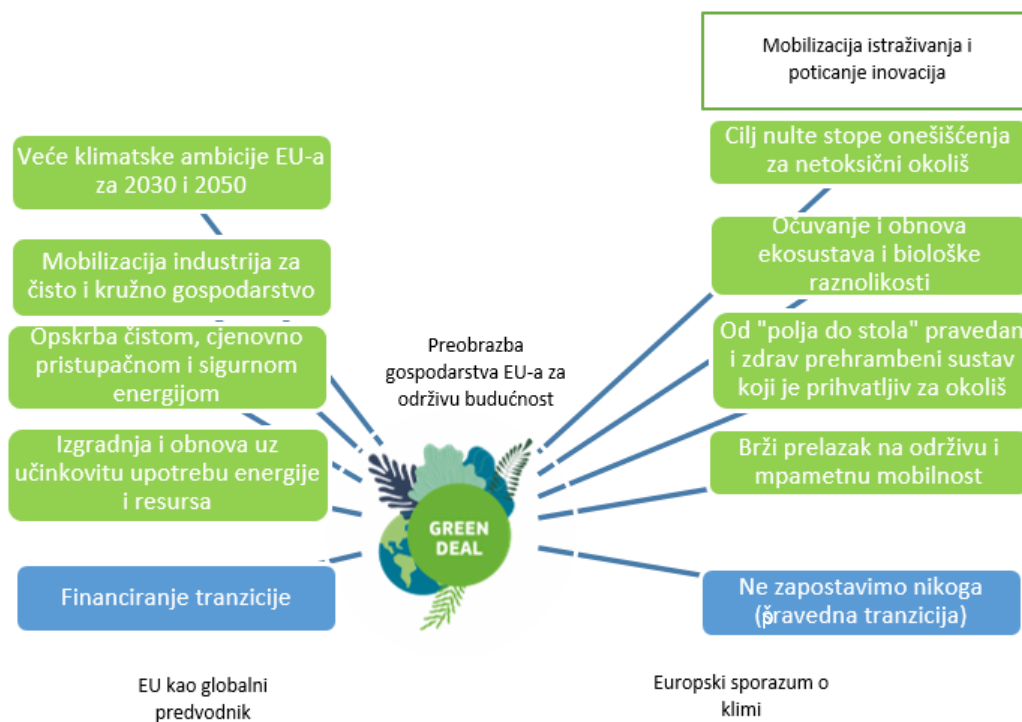 Mobilizacija istraživanja i
poticanje inovacija
Veće klimatske ambicije EU-a
za 2030 i 2050
Mobilizacija industrija za
čisto i kružno gospodarstvo
Opskrba čistom, cjenovno
pristupačnom i sigurnom
energijom
Izgradnja i obnova uz
učinkovitu upotrebu energije
i resursa
Financiranje tranzicije
Preobrazba
gospodarstva EU-a za
održivu budućnost
GREEN
DEAL
Cilj nulte stope onešišćenja
za netoksični okoliš
Očuvanje i obnova
ekosustava i biološke
raznolikosti
Od "polja do stola" pravedan
i zdrav prehrambeni sustav
koji je prihvatljiv za okoliš
Brži prelazak na održivu i
mpametnu mobilnost
Ne zapostavimo nikoga
tranzicija)
EU kao globalni
predvodnik
Europski sporazum o
klimi